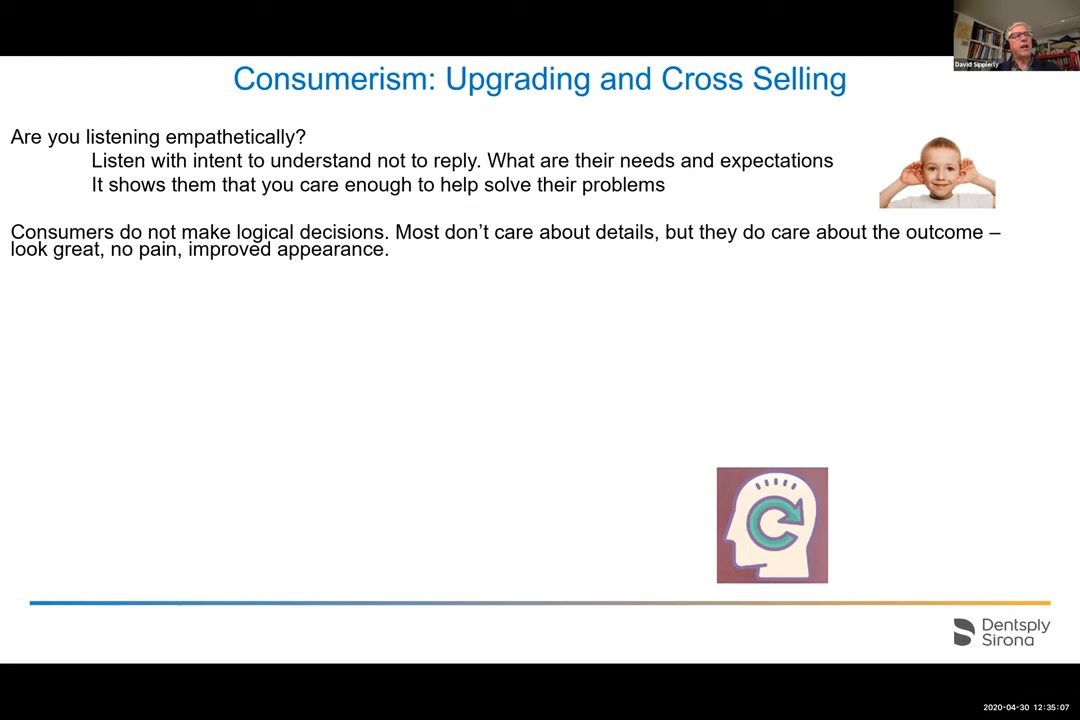 David Sipplerly
Consumerism: Upgrading and Cross Selling
Are you listening empathetically?
Listen with intent to understand not to reply. What are their needs and expectations
It shows them that you care enough to help solve their problems
Consumers do not make logical decisions. Most don’t care about details, but they do care about the outcome –
look great, no pain, improved appearance.
Dentsply
Sirona
2020-04-30 12:35:07